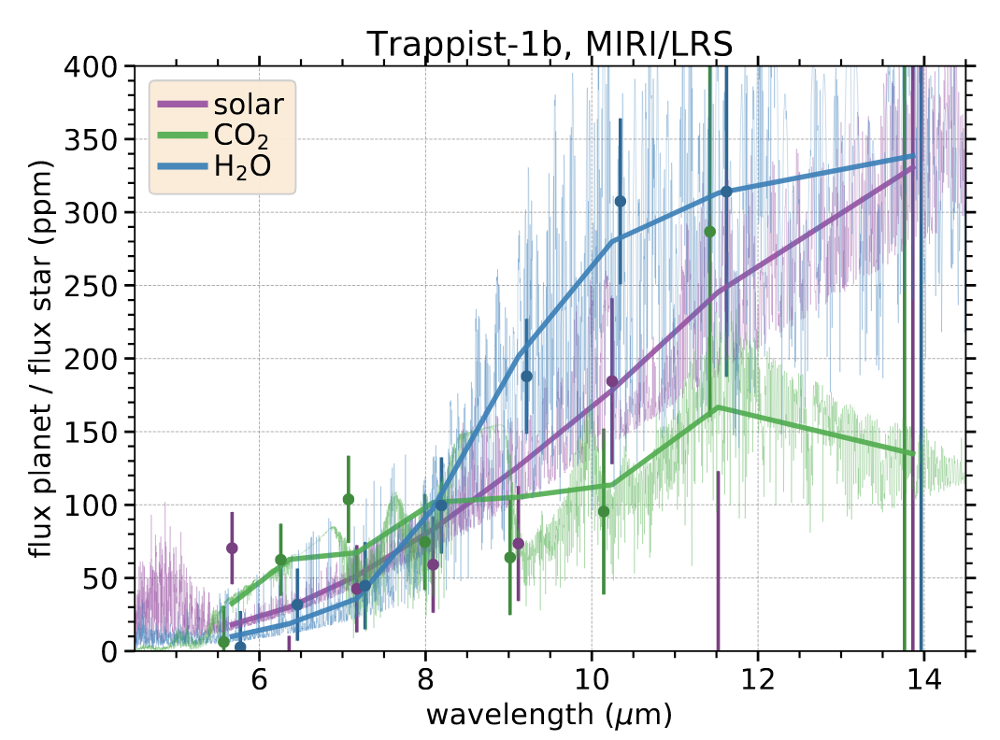 Trappist-1b, MIRI/LRS
400
350
300
250
200
150
100
50
0
solar
CO₂
H₂O
flux planet / flux star (ppm)
6 8 10 12 14
wavelength (μm)